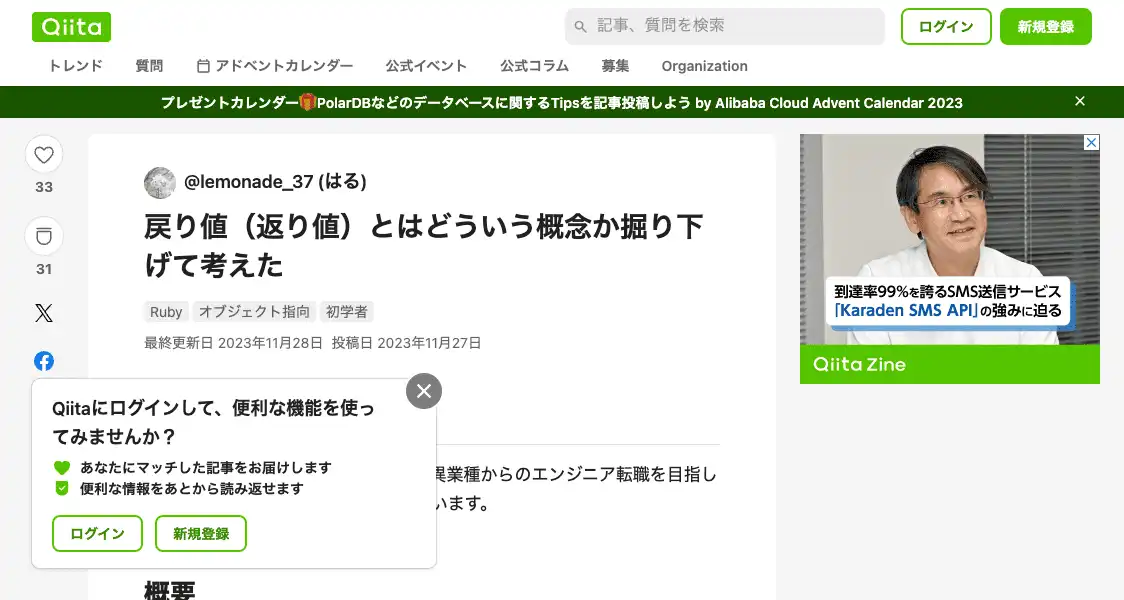 Qiita
記事、質問を検索
ログイン
新規登録
トレンド
質問
アドベントカレンダー
公式イベント
公式コラム
募集
Organization
プレゼントカレンダー🎁PolarDBなどのデータベースに関するTipsを記事投稿しよう by Alibaba Cloud Advent Calendar 2023
33
31
@lemonade_37 (はる)
戻り値（返り値）とはどういう概念か掘り下
げて考えた
Ruby
オブジェクト指向
初学者
最終更新日 2023年11月28日 投稿日 2023年11月27日
異業種からのエンジニア転職を目指し
います。
概要
Qiitaにログインして、便利な機能を使っ
てみませんか？
あなたにマッチした記事をお届けします
便利な情報をあとから読み返せます
ログイン
新規登録
到達率99%を誇るSMS送信サービス
「Karaden SMS API」の強みに迫る
Qiita Zine